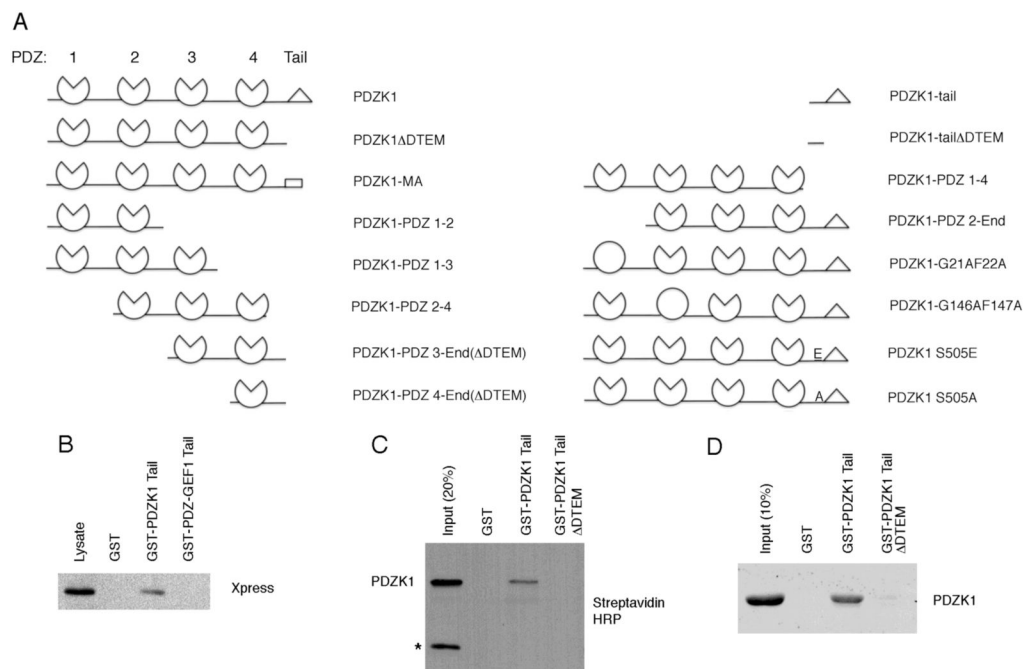 A
PDZ: 1 2 3 4 Tail
PDZK1
PDZK1ΔDTEM
PDZK1-MA
PDZK1-PDZ 1-2
PDZK1-PDZ 1-3
PDZK1-PDZ 2-4
PDZK1-PDZ 3-End(ΔDTEM)
PDZK1-PDZ 4-End(ΔDTEM)
PDZK1-tail
PDZK1-tailΔDTEM
PDZK1-PDZ 1-4
PDZK1-PDZ 2-End
PDZK1-G21AF22A
PDZK1-G146AF147A
E
PDZK1 S505E
A
PDZK1 S505A
B
Lysate
GST
GST-PDZK1 Tail
GST-PDZ-GEF1 Tail
Xpress
C
Input (20%)
GST
GST-PDZK1 Tail
GST-PDZK1 Tail
ΔDTEM
PDZK1
*
Streptavidin
HRP
D
Input (10%)
GST
GST-PDZK1 Tail
GST-PDZK1 Tail
ΔDTEM
PDZK1